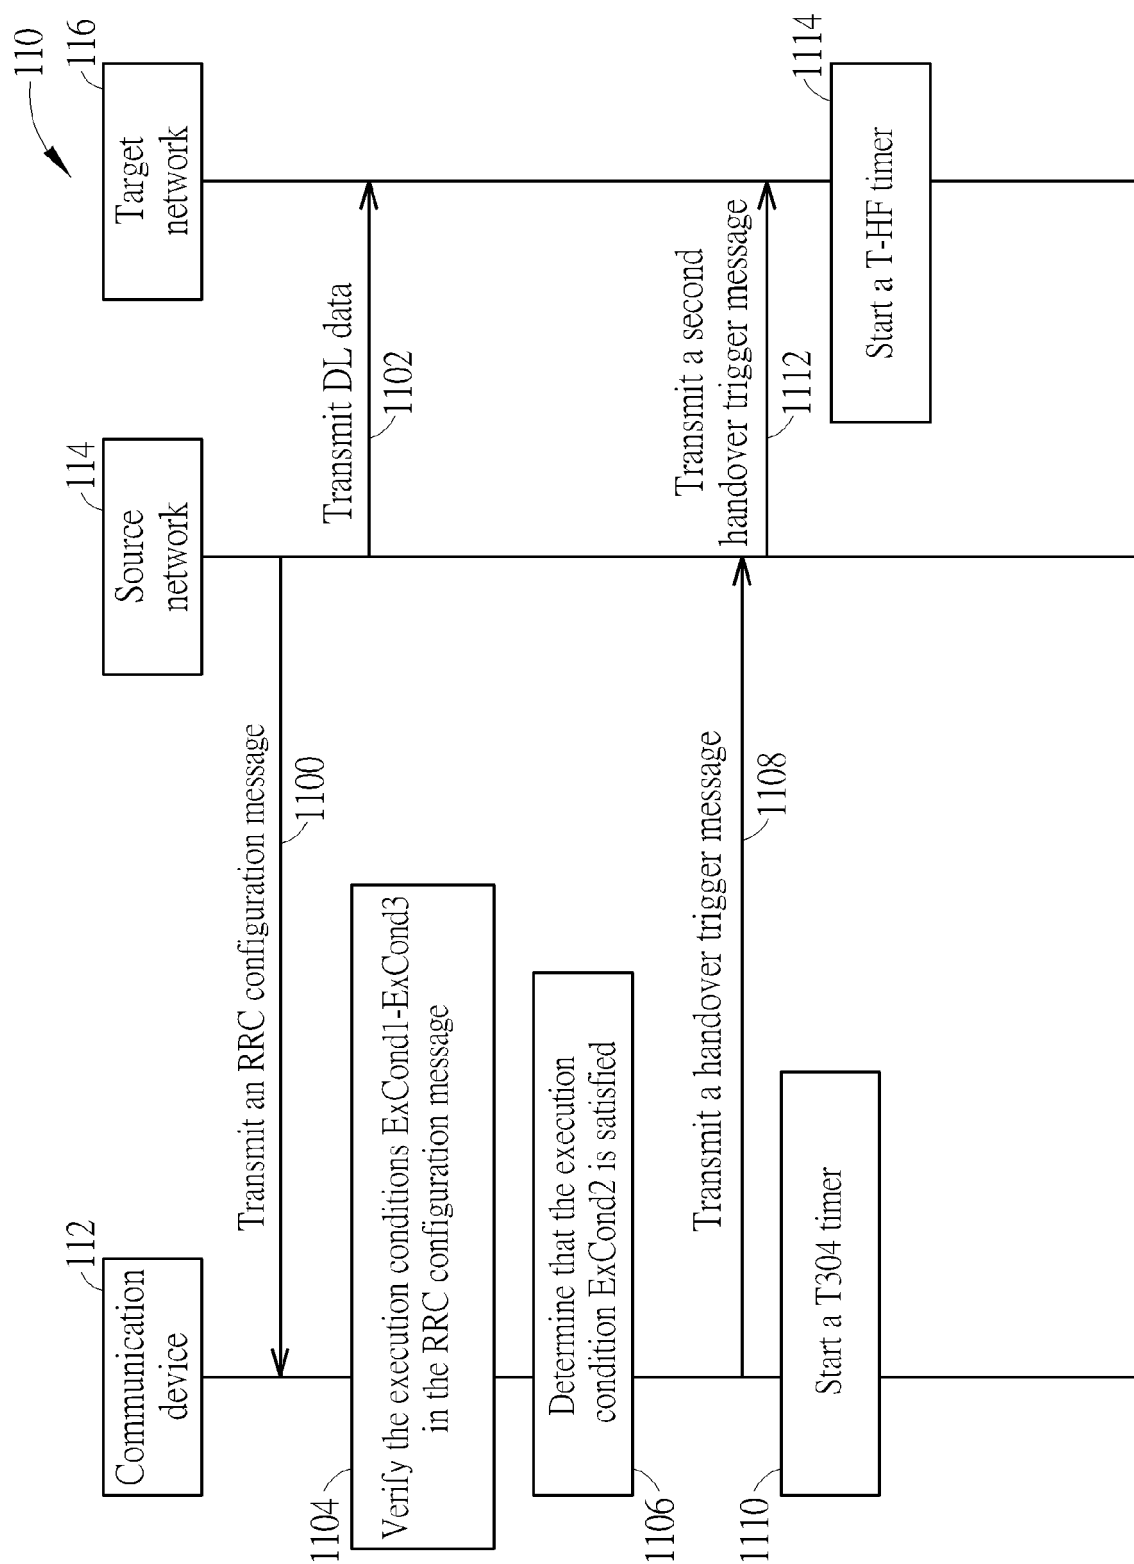 110
Communication
device
112
Source
network
114
Target
network
116
Transmit an RRC configuration message
1100
Transmit DL data
1102
Verify the execution conditions ExCond1-ExCond3
in the RRC configuration message
1104
Determine that the execution
condition ExCond2 is satisfied
1106
Transmit a handover trigger message
1108
Transmit a second
handover trigger message
1112
Start a T304 timer
1110
Start a T-HF timer
1114